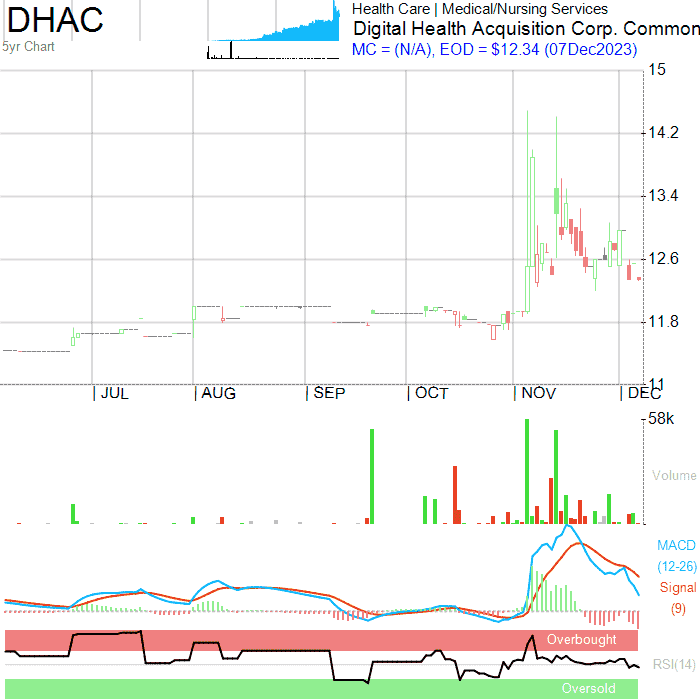 DHAC
5yr Chart
Health Care | Medical/Nursing Services
Digital Health Acquisition Corp. Common
MC = (N/A), EOD = $12.34 (07Dec2023)
15
14.2
13.4
12.6
11.8
11
JUL AUG SEP OCT NOV DEC
58k
Volume
MACD
(12-26)
Signal
(9)
Overbought
RSI(14)
Oversold